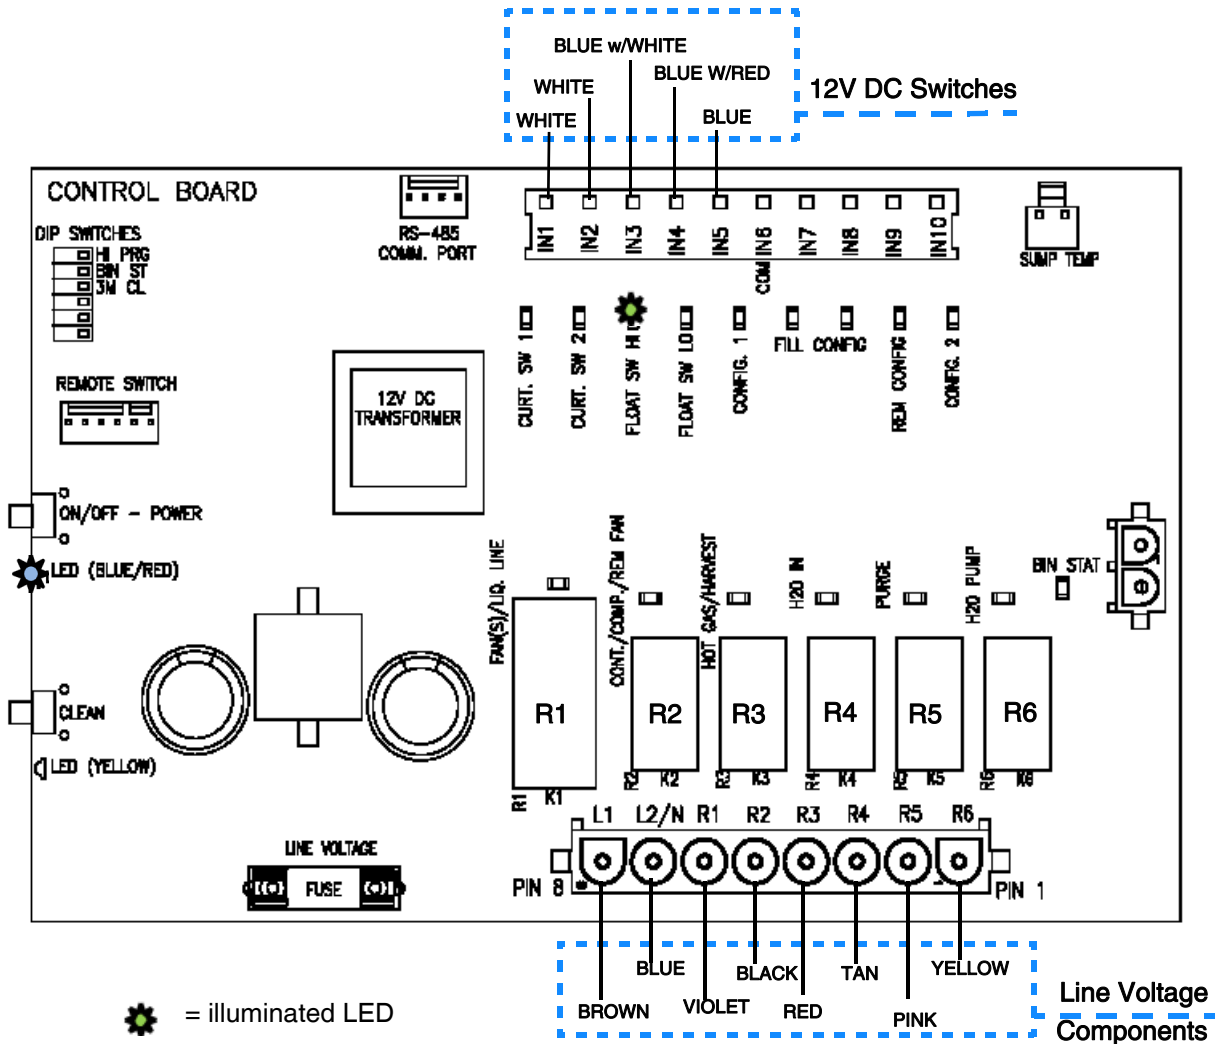 BLUE w/WHITE
BLUE W/RED
WHITE
WHITE
BLUE
12V DC Switches
CONTROL BOARD
DIP SWITCHES
HI PRG
BIN ST
3M CL
RS-485
COMM. PORT
IN1
IN2
IN3
IN4
IN5
COM IN6
IN7
IN8
IN9
IN10
SUMP TEMP
CURT. SW 1
CURT. SW 2
FLOAT SW HI
FLOAT SW LO
CONFIG. 1
FILL CONFIG
REM CONFIG
CONFIG. 2
REMOTE SWITCH
12V DC
TRANSFORMER
ON/OFF - POWER
LED (BLUE/RED)
FAN(S)/LIQ. LINE
CONT./COMP./REM FAN
HOT GAS/HARVEST
H2O IN
PURGE
H2O PUMP
BIN STAT
CLEAN
LED (YELLOW)
R1
R2
R3
R4
R5
R6
R1
K1
R2
K2
R3
K3
R4
K4
R5
K5
R6
K6
L1
L2/N
R1
R2
R3
R4
R5
R6
LINE VOLTAGE
FUSE
PIN 8
PIN 1
BLUE
BLACK
TAN
YELLOW
BROWN
VIOLET
RED
PINK
Line Voltage
Components
= illuminated LED